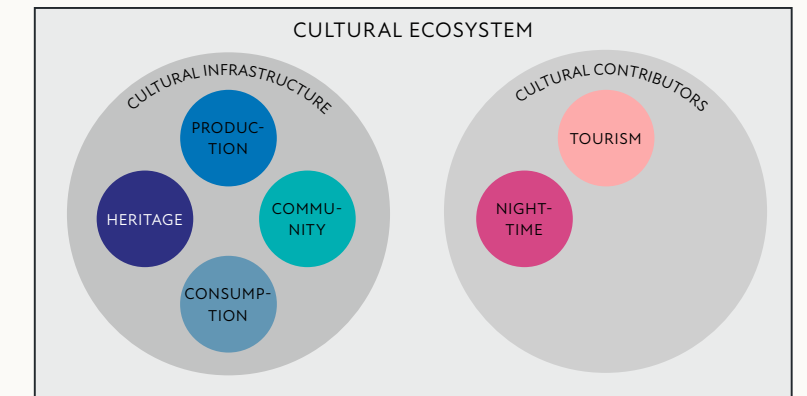 CULTURAL ECOSYSTEM
CULTURAL INFRASTRUCTURE
PRODUC-
TION
HERITAGE
COMMU-
NITY
CONSUMP-
TION
CULTURAL CONTRIBUTORS
TOURISM
NIGHT-
TIME